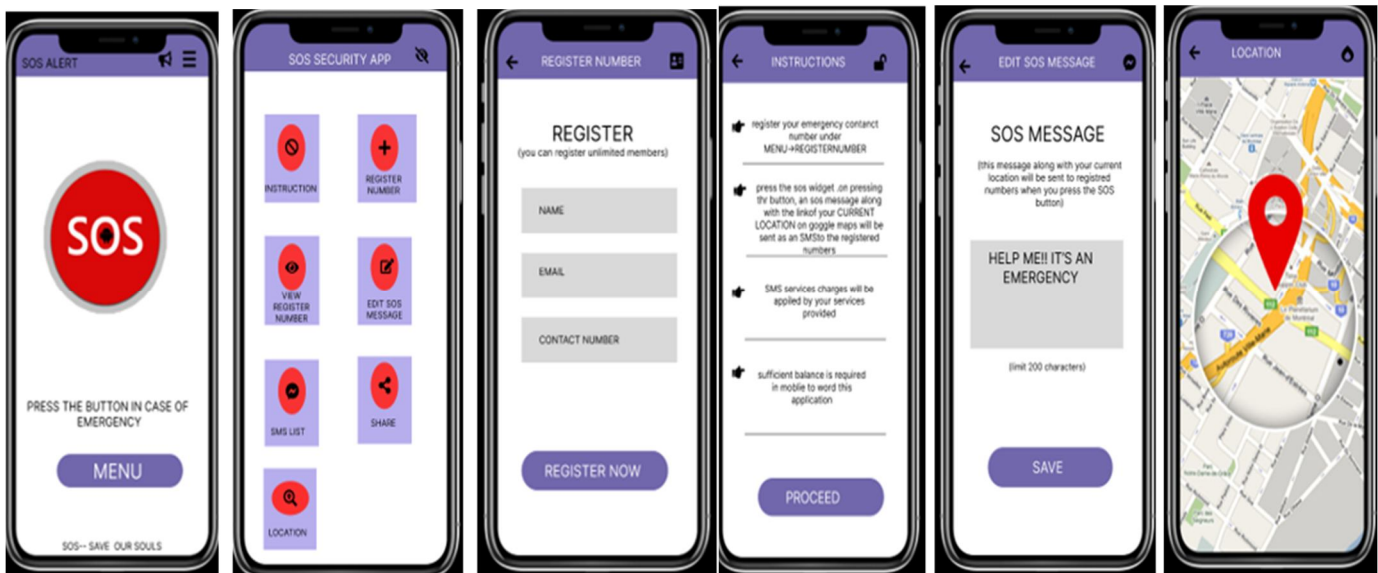 SOS ALERT
SOS
PRESS THE BUTTON IN CASE OF
EMERGENCY
MENU
SOS-- SAVE OUR SOULS
SOS SECURITY APP
INSTRUCTION
REGISTER
NUMBER
VIEW
REGISTER
NUMBER
EDIT SOS
MESSAGE
SMS LIST
SHARE
LOCATION
REGISTER NUMBER
REGISTER
(you can register unlimited members)
NAME
EMAIL
CONTACT NUMBER
REGISTER NOW
INSTRUCTIONS
register your emergency contanct
number under
MENU→REGISTERNUMBER
press the sos widget .on pressing
thr button, an sos message along
with the linkof your CURRENT
LOCATION on goggle maps will be
sent as an SMSto the registered
numbers
SMS services charges will be
appiled by your services
provided
sufficient balance is required
in moblie to word this
application
PROCEED
EDIT SOS MESSAGE
SOS MESSAGE
(this message along with your current
location will be sent to registred
numbers when you press the SOS
button)
HELP ME!! IT'S AN
EMERGENCY
(limit 200 characters)
SAVE
LOCATION
112
Autoroute Ville-Marie
112